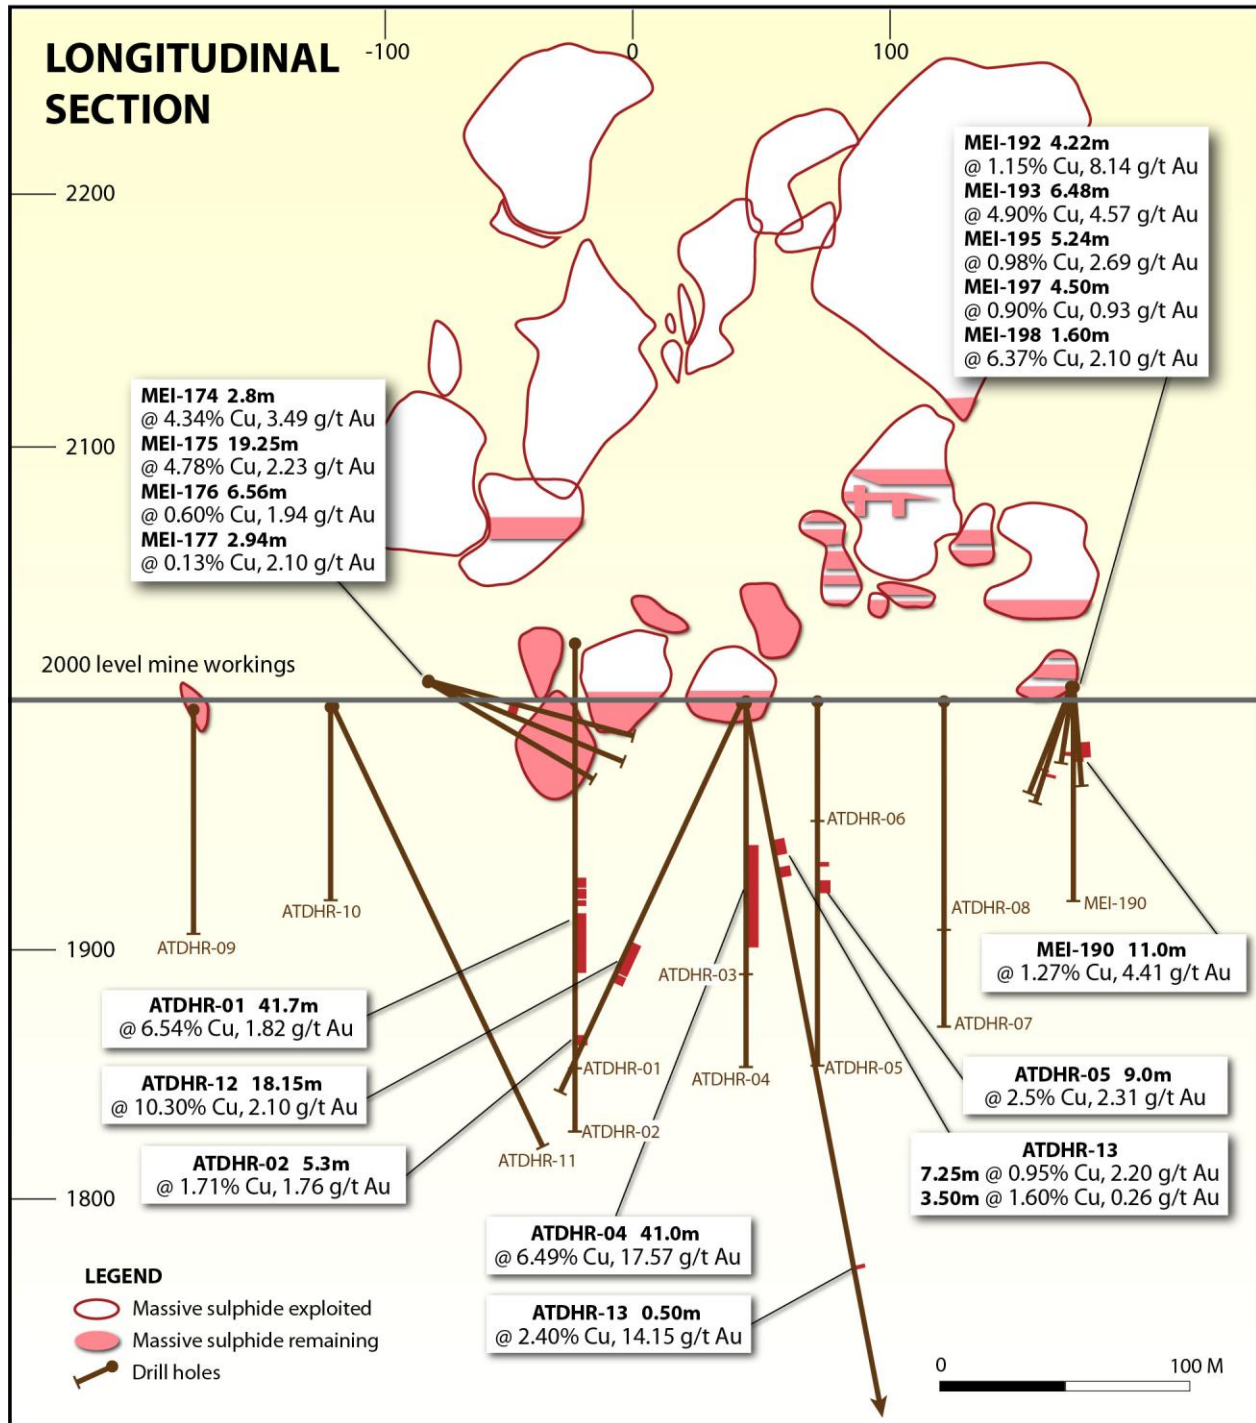 LONGITUDINAL
SECTION
-100
0
100
2200
2100
2000 level mine workings
1900
1800
MEI-192 4.22m
@ 1.15% Cu, 8.14 g/t Au
MEI-193 6.48m
@ 4.90% Cu, 4.57 g/t Au
MEI-195 5.24m
@ 0.98% Cu, 2.69 g/t Au
MEI-197 4.50m
@ 0.90% Cu, 0.93 g/t Au
MEI-198 1.60m
@ 6.37% Cu, 2.10 g/t Au
MEI-174 2.8m
@ 4.34% Cu, 3.49 g/t Au
MEI-175 19.25m
@ 4.78% Cu, 2.23 g/t Au
MEI-176 6.56m
@ 0.60% Cu, 1.94 g/t Au
MEI-177 2.94m
@ 0.13% Cu, 2.10 g/t Au
ATDHR-06
ATDHR-10
ATDHR-08
MEI-190
ATDHR-09
ATDHR-03
ATDHR-07
ATDHR-01
ATDHR-04
ATDHR-05
ATDHR-02
ATDHR-11
MEI-190 11.0m
@ 1.27% Cu, 4.41 g/t Au
ATDHR-01 41.7m
@ 6.54% Cu, 1.82 g/t Au
ATDHR-12 18.15m
@ 10.30% Cu, 2.10 g/t Au
ATDHR-02 5.3m
@ 1.71% Cu, 1.76 g/t Au
ATDHR-05 9.0m
@ 2.5% Cu, 2.31 g/t Au
ATDHR-13
7.25m @ 0.95% Cu, 2.20 g/t Au
3.50m @ 1.60% Cu, 0.26 g/t Au
ATDHR-04 41.0m
@ 6.49% Cu, 17.57 g/t Au
ATDHR-13 0.50m
@ 2.40% Cu, 14.15 g/t Au
LEGEND
Massive sulphide exploited
Massive sulphide remaining
Drill holes
0 100 M